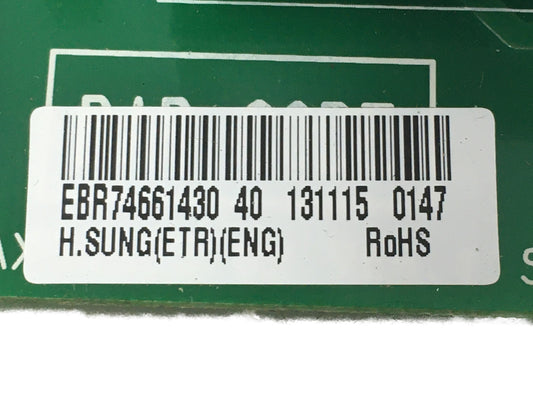 EBR74661430 40 131115 0147
H.SUNG(ETR)(ENG) RoHS